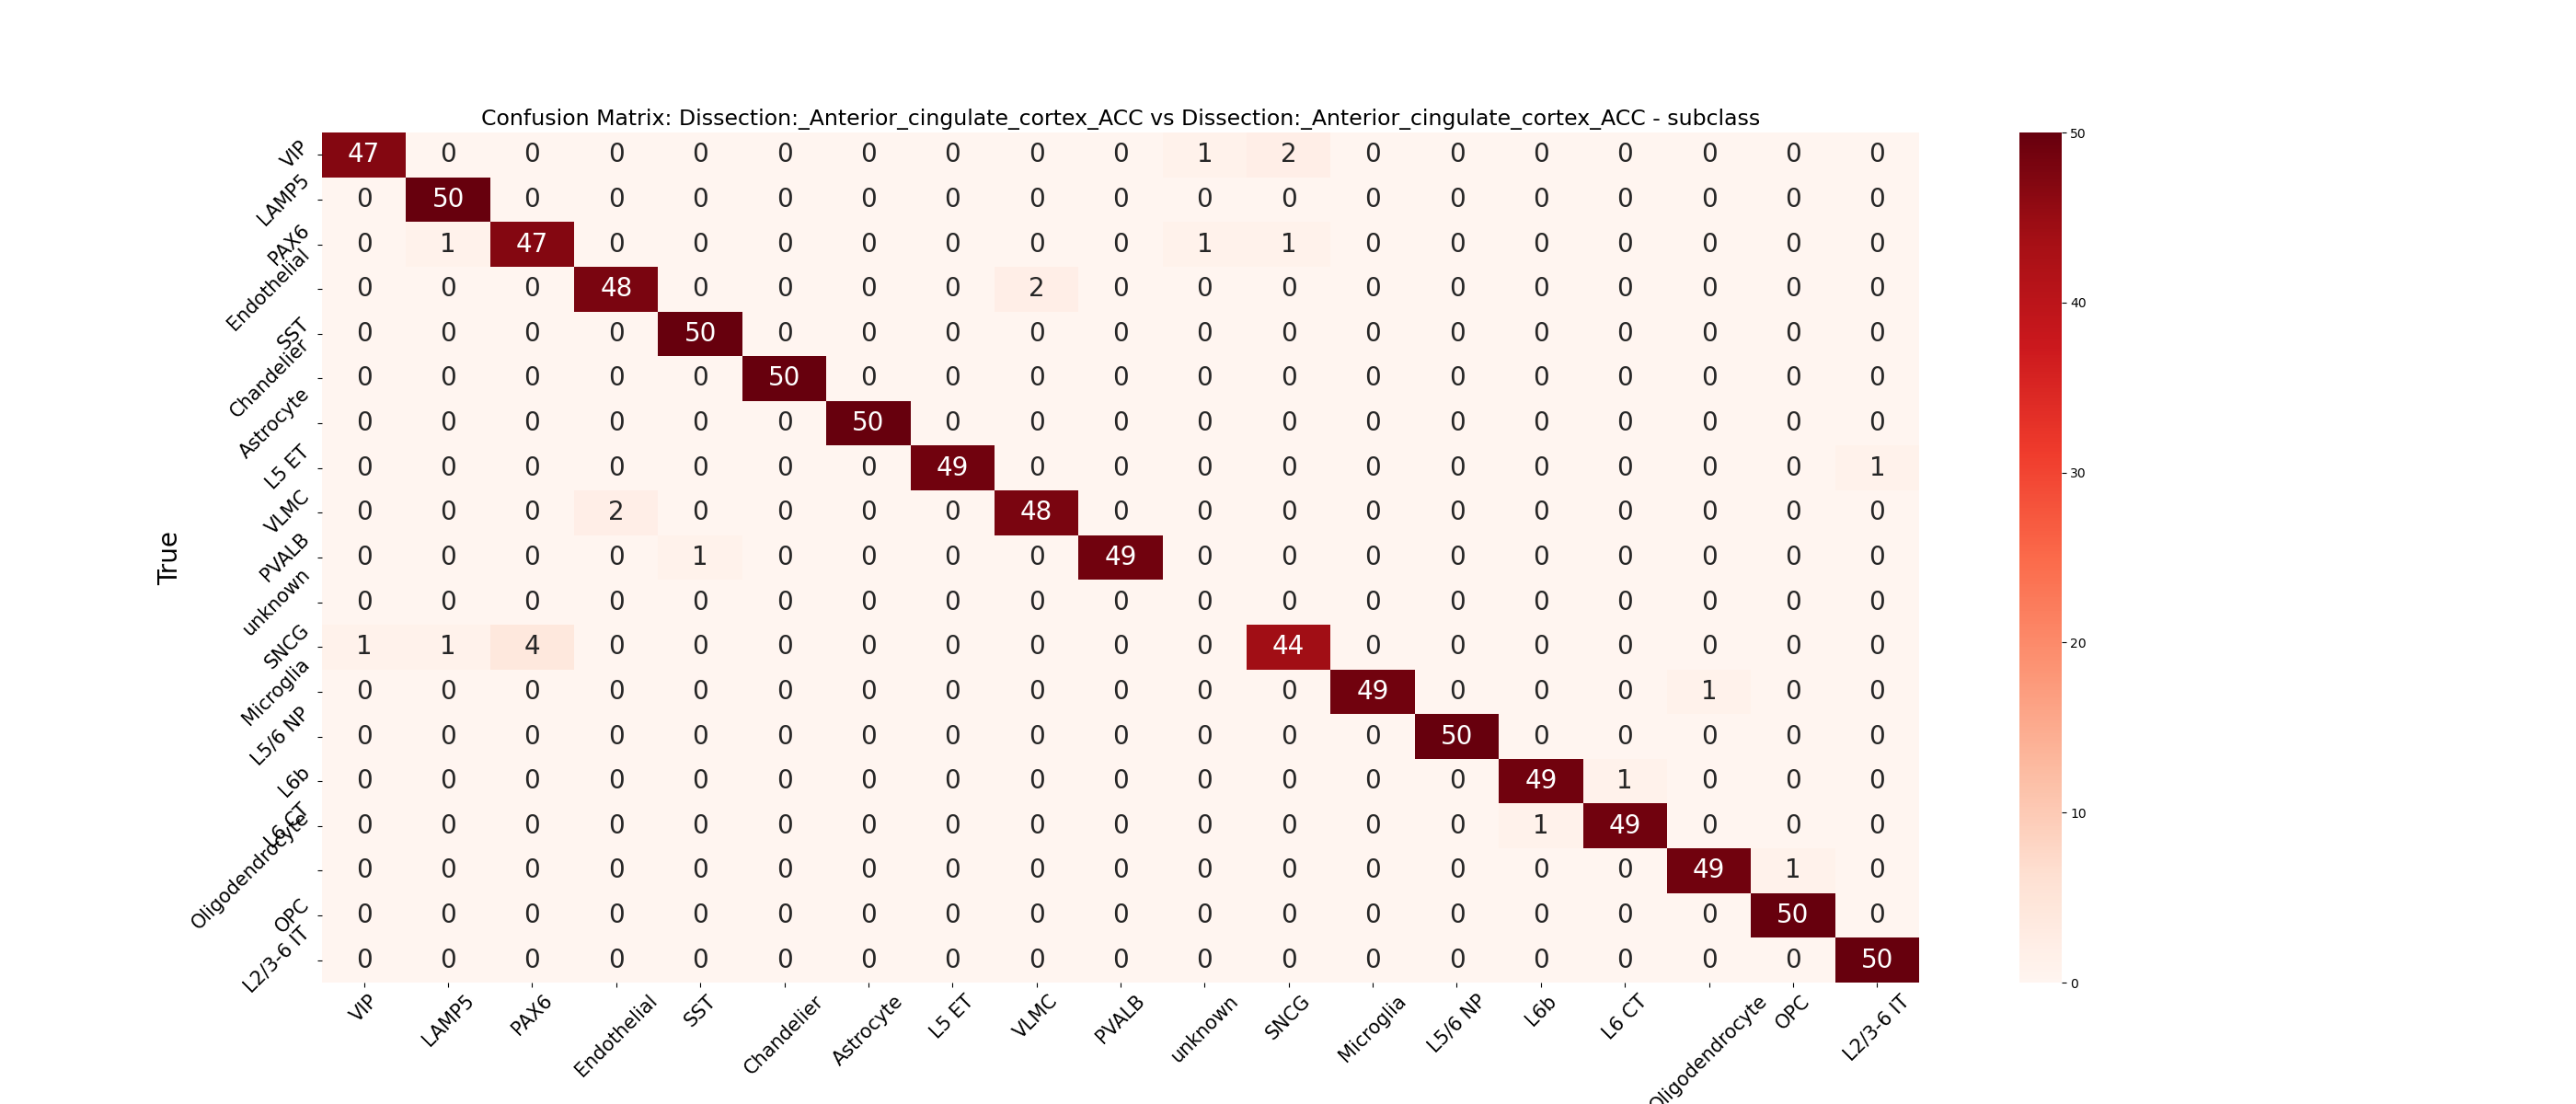 Confusion Matrix: Dissection:_Anterior_cingulate_cortex_ACC vs Dissection:_Anterior_cingulate_cortex_ACC - subclass
True
VIP 47 0 0 0 0 0 0 0 0 0 1 2 0 0 0 0 0 0 0
LAMP5 0 50 0 0 0 0 0 0 0 0 0 0 0 0 0 0 0 0 0
PAX6 0 1 47 0 0 0 0 0 0 0 1 1 0 0 0 0 0 0 0
Endothelial 0 0 0 48 0 0 0 0 2 0 0 0 0 0 0 0 0 0 0
SST 0 0 0 0 50 0 0 0 0 0 0 0 0 0 0 0 0 0 0
Chandelier 0 0 0 0 0 50 0 0 0 0 0 0 0 0 0 0 0 0 0
Astrocyte 0 0 0 0 0 0 50 0 0 0 0 0 0 0 0 0 0 0 0
L5 ET 0 0 0 0 0 0 0 49 0 0 0 0 0 0 0 0 0 0 1
VLMC 0 0 0 2 0 0 0 0 48 0 0 0 0 0 0 0 0 0 0
PVALB 0 0 0 0 1 0 0 0 0 49 0 0 0 0 0 0 0 0 0
unknown 0 0 0 0 0 0 0 0 0 0 0 0 0 0 0 0 0 0 0
SNCG 1 1 4 0 0 0 0 0 0 0 0 44 0 0 0 0 0 0 0
Microglia 0 0 0 0 0 0 0 0 0 0 0 0 49 0 0 0 1 0 0
L5/6 NP 0 0 0 0 0 0 0 0 0 0 0 0 0 50 0 0 0 0 0
L6b 0 0 0 0 0 0 0 0 0 0 0 0 0 0 49 1 0 0 0
L6 CT 0 0 0 0 0 0 0 0 0 0 0 0 0 0 1 49 0 0 0
Oligodendrocyte 0 0 0 0 0 0 0 0 0 0 0 0 0 0 0 0 49 1 0
OPC 0 0 0 0 0 0 0 0 0 0 0 0 0 0 0 0 0 50 0
L2/3-6 IT 0 0 0 0 0 0 0 0 0 0 0 0 0 0 0 0 0 0 50
VIP LAMP5 PAX6 Endothelial SST Chandelier Astrocyte L5 ET VLMC PVALB unknown SNCG Microglia L5/6 NP L6b L6 CT Oligodendrocyte OPC L2/3-6 IT
50
40
30
20
10
0